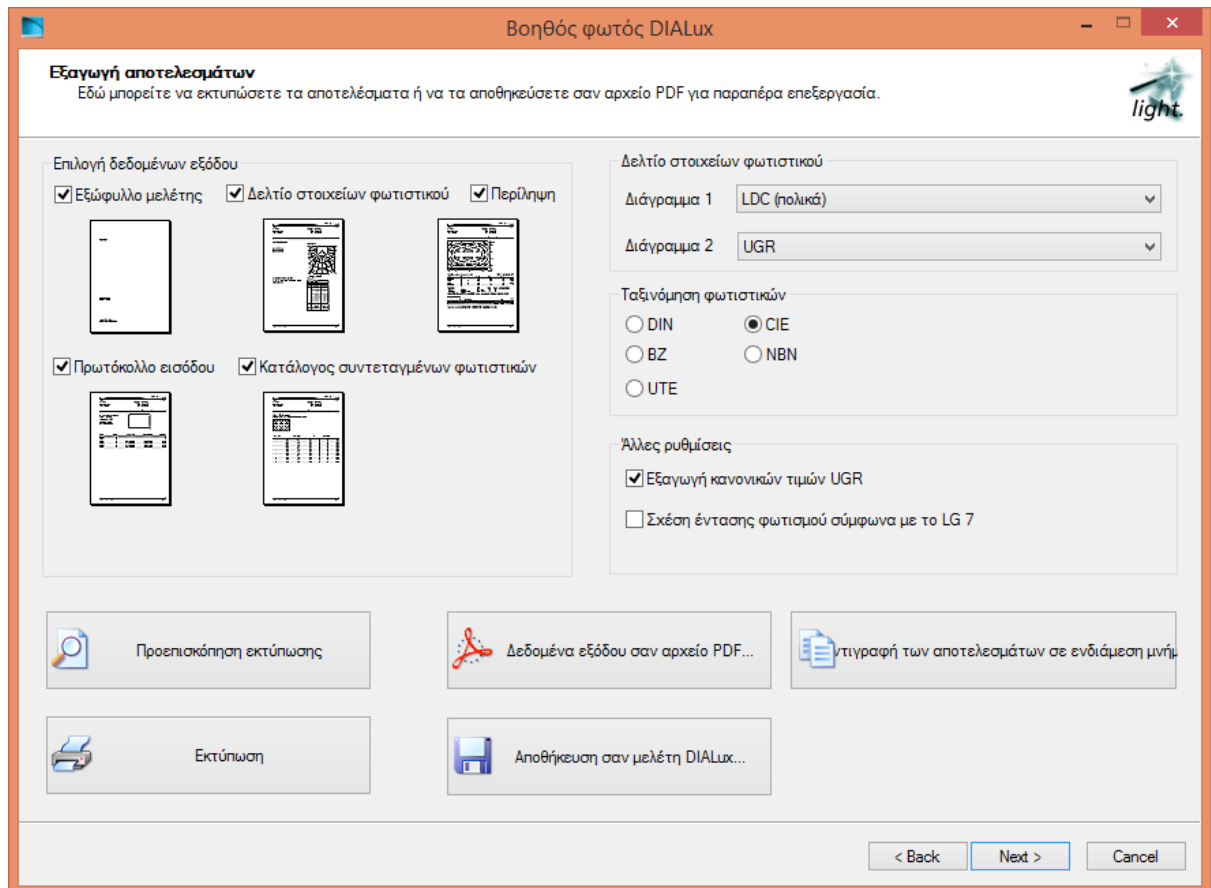 Βοηθός φωτός DIALux
Εξαγωγή αποτελεσμάτων
Εδώ μπορείτε να εκτυπώσετε τα αποτελέσματα ή να τα αποθηκεύσετε σαν αρχείο PDF για παραπέρα επεξεργασία.
light.
Επιλογή δεδομένων εξόδου
Εξώφυλλο μελέτης Δελτίο στοιχείων φωτιστικού Περίληψη
Πρωτόκολλο εισόδου Κατάλογος συντεταγμένων φωτιστικών
Δελτίο στοιχείων φωτιστικού
Διάγραμμα 1 LDC (πολικά)
Διάγραμμα 2 UGR
Ταξινόμηση φωτιστικών
DIN CIE
BZ NBN
UTE
Άλλες ρυθμίσεις
Εξαγωγή κανονικών τιμών UGR
Σχέση έντασης φωτισμού σύμφωνα με το LG 7
Προεπισκόπηση εκτύπωσης Δεδομένα εξόδου σαν αρχείο PDF... ντιγραφή των αποτελεσμάτων σε ενδιάμεση μνήμ
Εκτύπωση Αποθήκευση σαν μελέτη DIALux...
< Back Next > Cancel